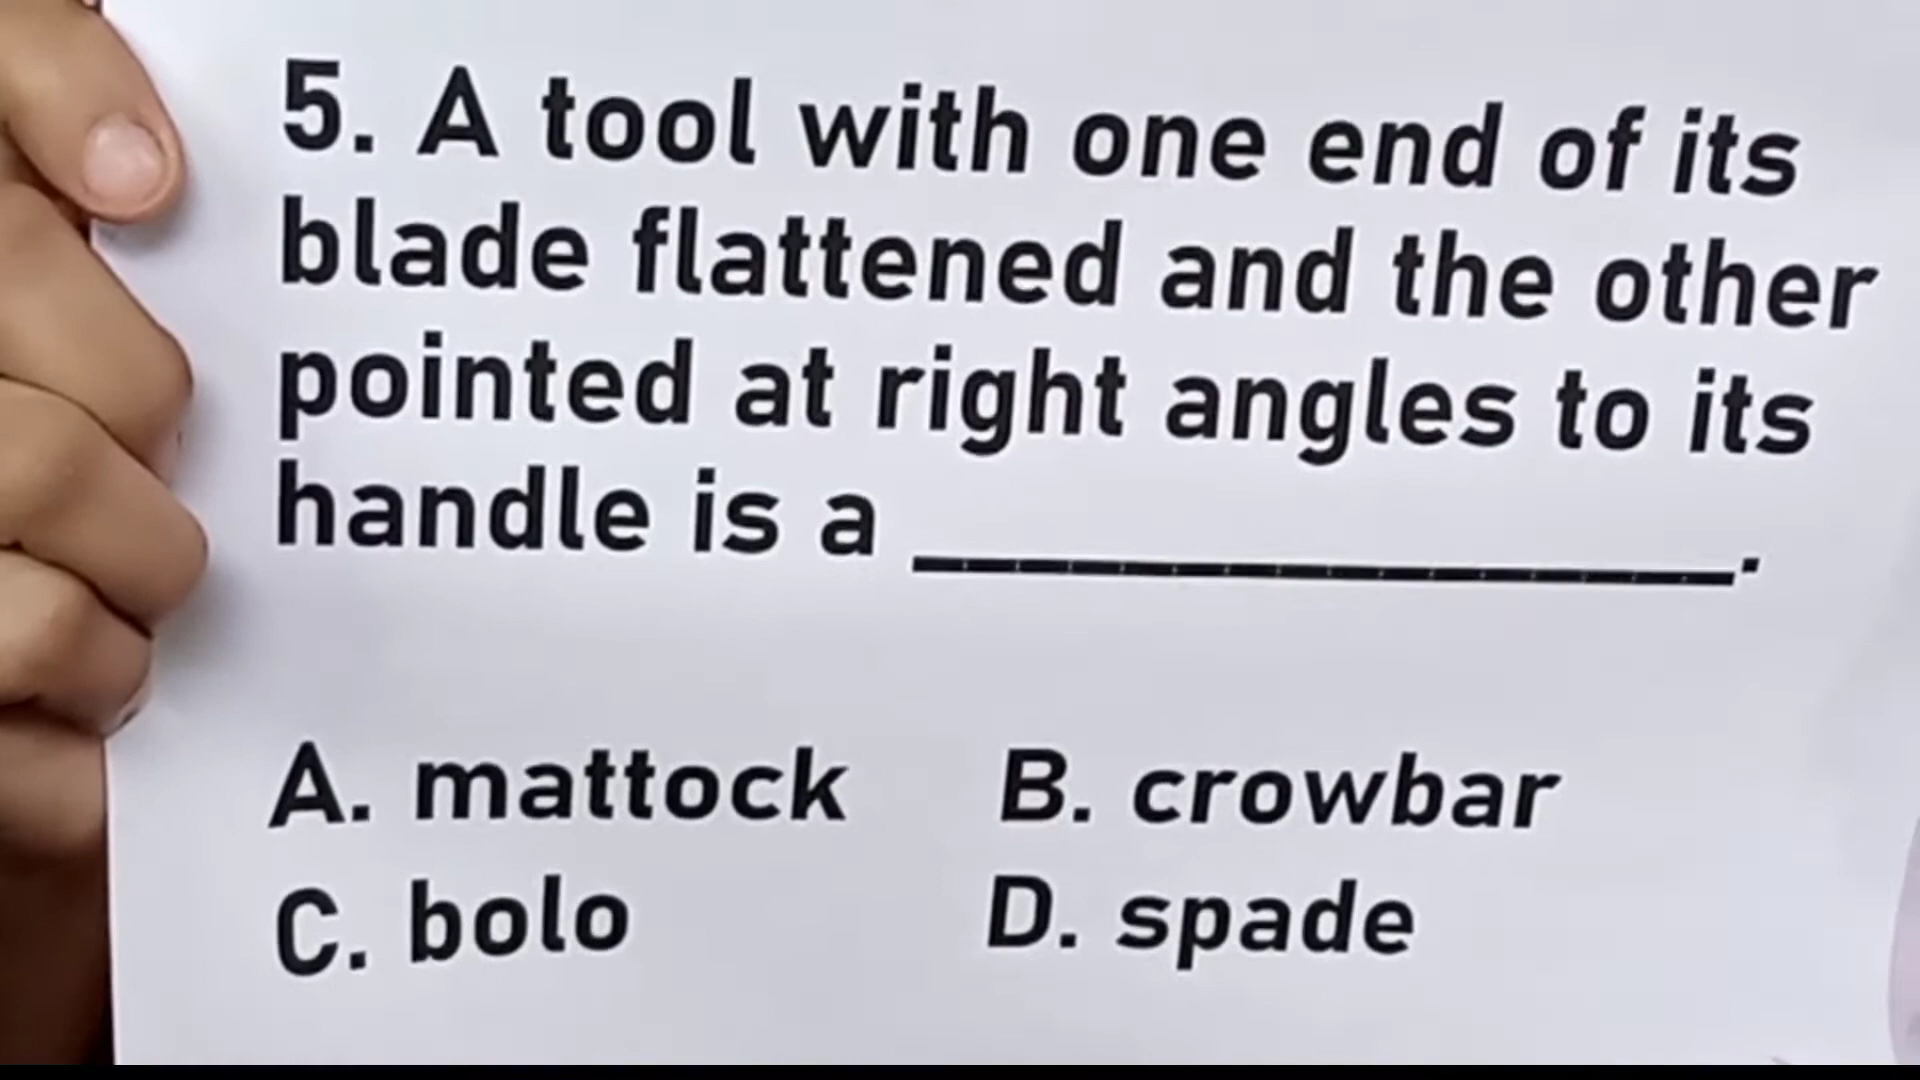 5. A tool with one end of its
blade flattened and the other
pointed at right angles to its
handle is a ____________.
A. mattock B. crowbar
C. bolo D. spade